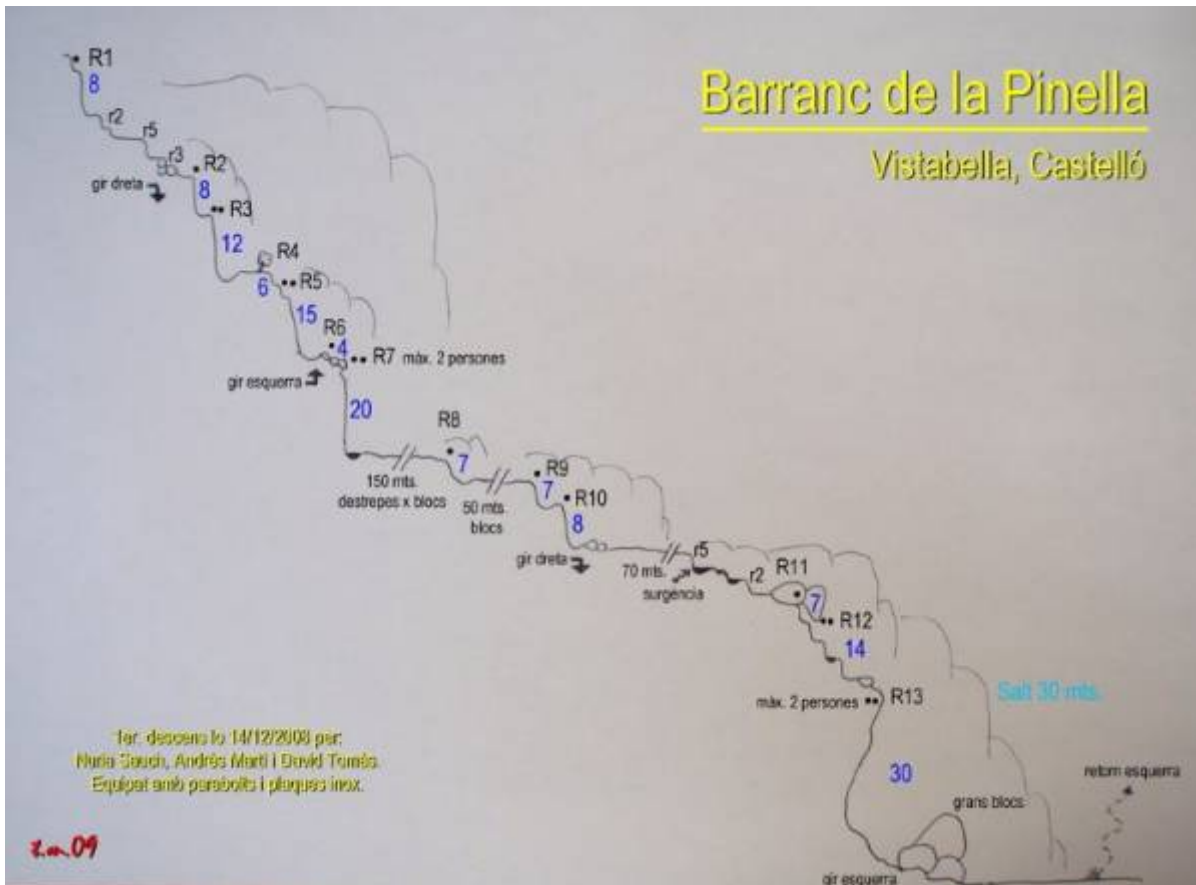 Barranc de la Pinella
Vistabella, Castelló
R1
8
r2
r5
r3
R2
gir dreta
8
R3
12
R4
6
R5
15
R6
4
R7 màx. 2 persones
gir esquerra
20
R8
7
150 mts.
destrepes x blocs
50 mts.
blocs
R9
7
R10
8
gir dreta
70 mts.
r5
surgència
r2
R11
7
R12
14
màx. 2 persones
R13
Salt 30 mts.
30
grans blocs
retorn esquerra
gir esquerra
1er. descens lo 14/12/2008 per:
Nuria Sauch, Andrés Martí i David Tomás.
Equipat amb parabolts i plaques inox.
09